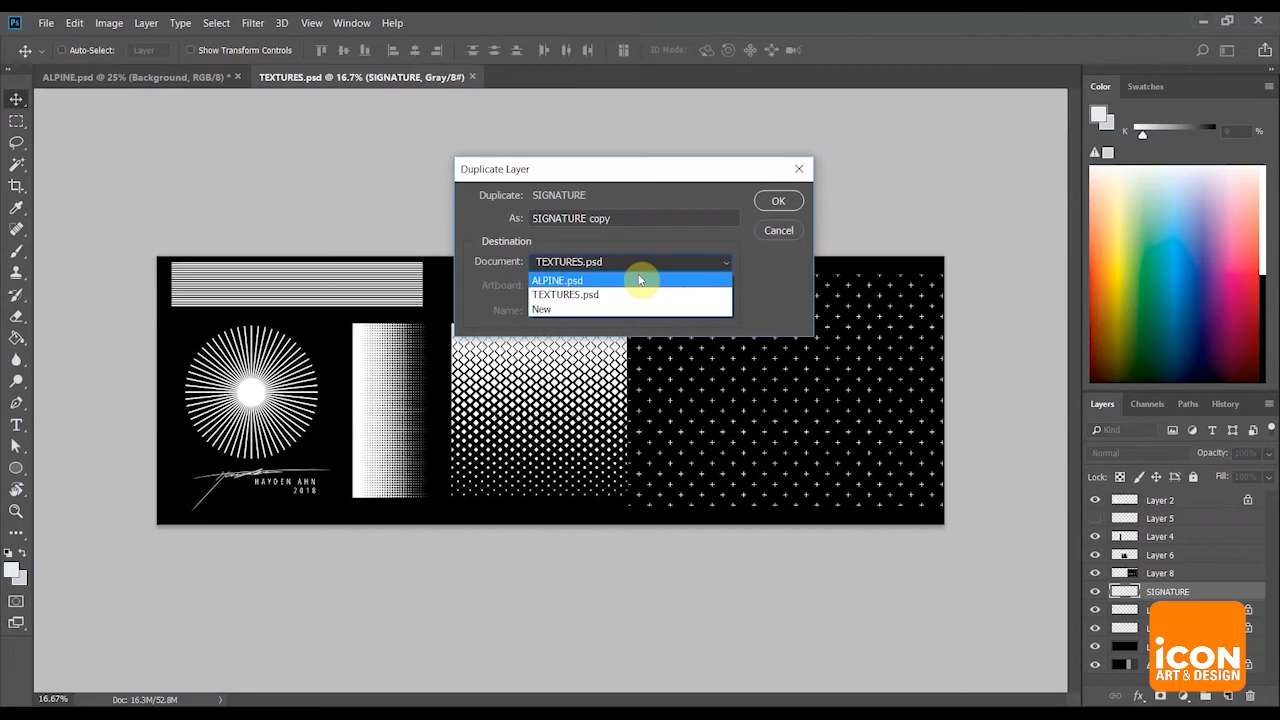 Ps File Edit Image Layer Type Select Filter 3D View Window Help
Auto-Select: Layer Show Transform Controls 3D Mode:
ALPINE.psd @ 25% (Background, RGB/8) * × TEXTURES.psd @ 16.7% (SIGNATURE, Gray/8#) ×
Color Swatches
K 0 %
Duplicate Layer
Duplicate: SIGNATURE
As: SIGNATURE copy
OK
Cancel
Destination
Document: TEXTURES.psd
ALPINE.psd
Artboard:
TEXTURES.psd
Name:
New
HAYDEN AHN
2018
Layers Channels Paths History
Kind
Normal Opacity: 100%
Lock: Fill: 100%
Layer 2
Layer 5
Layer 4
Layer 6
Layer 8
SIGNATURE
iCON
ART & DESIGN
fx
16.67% Doc: 16.3M/52.8M